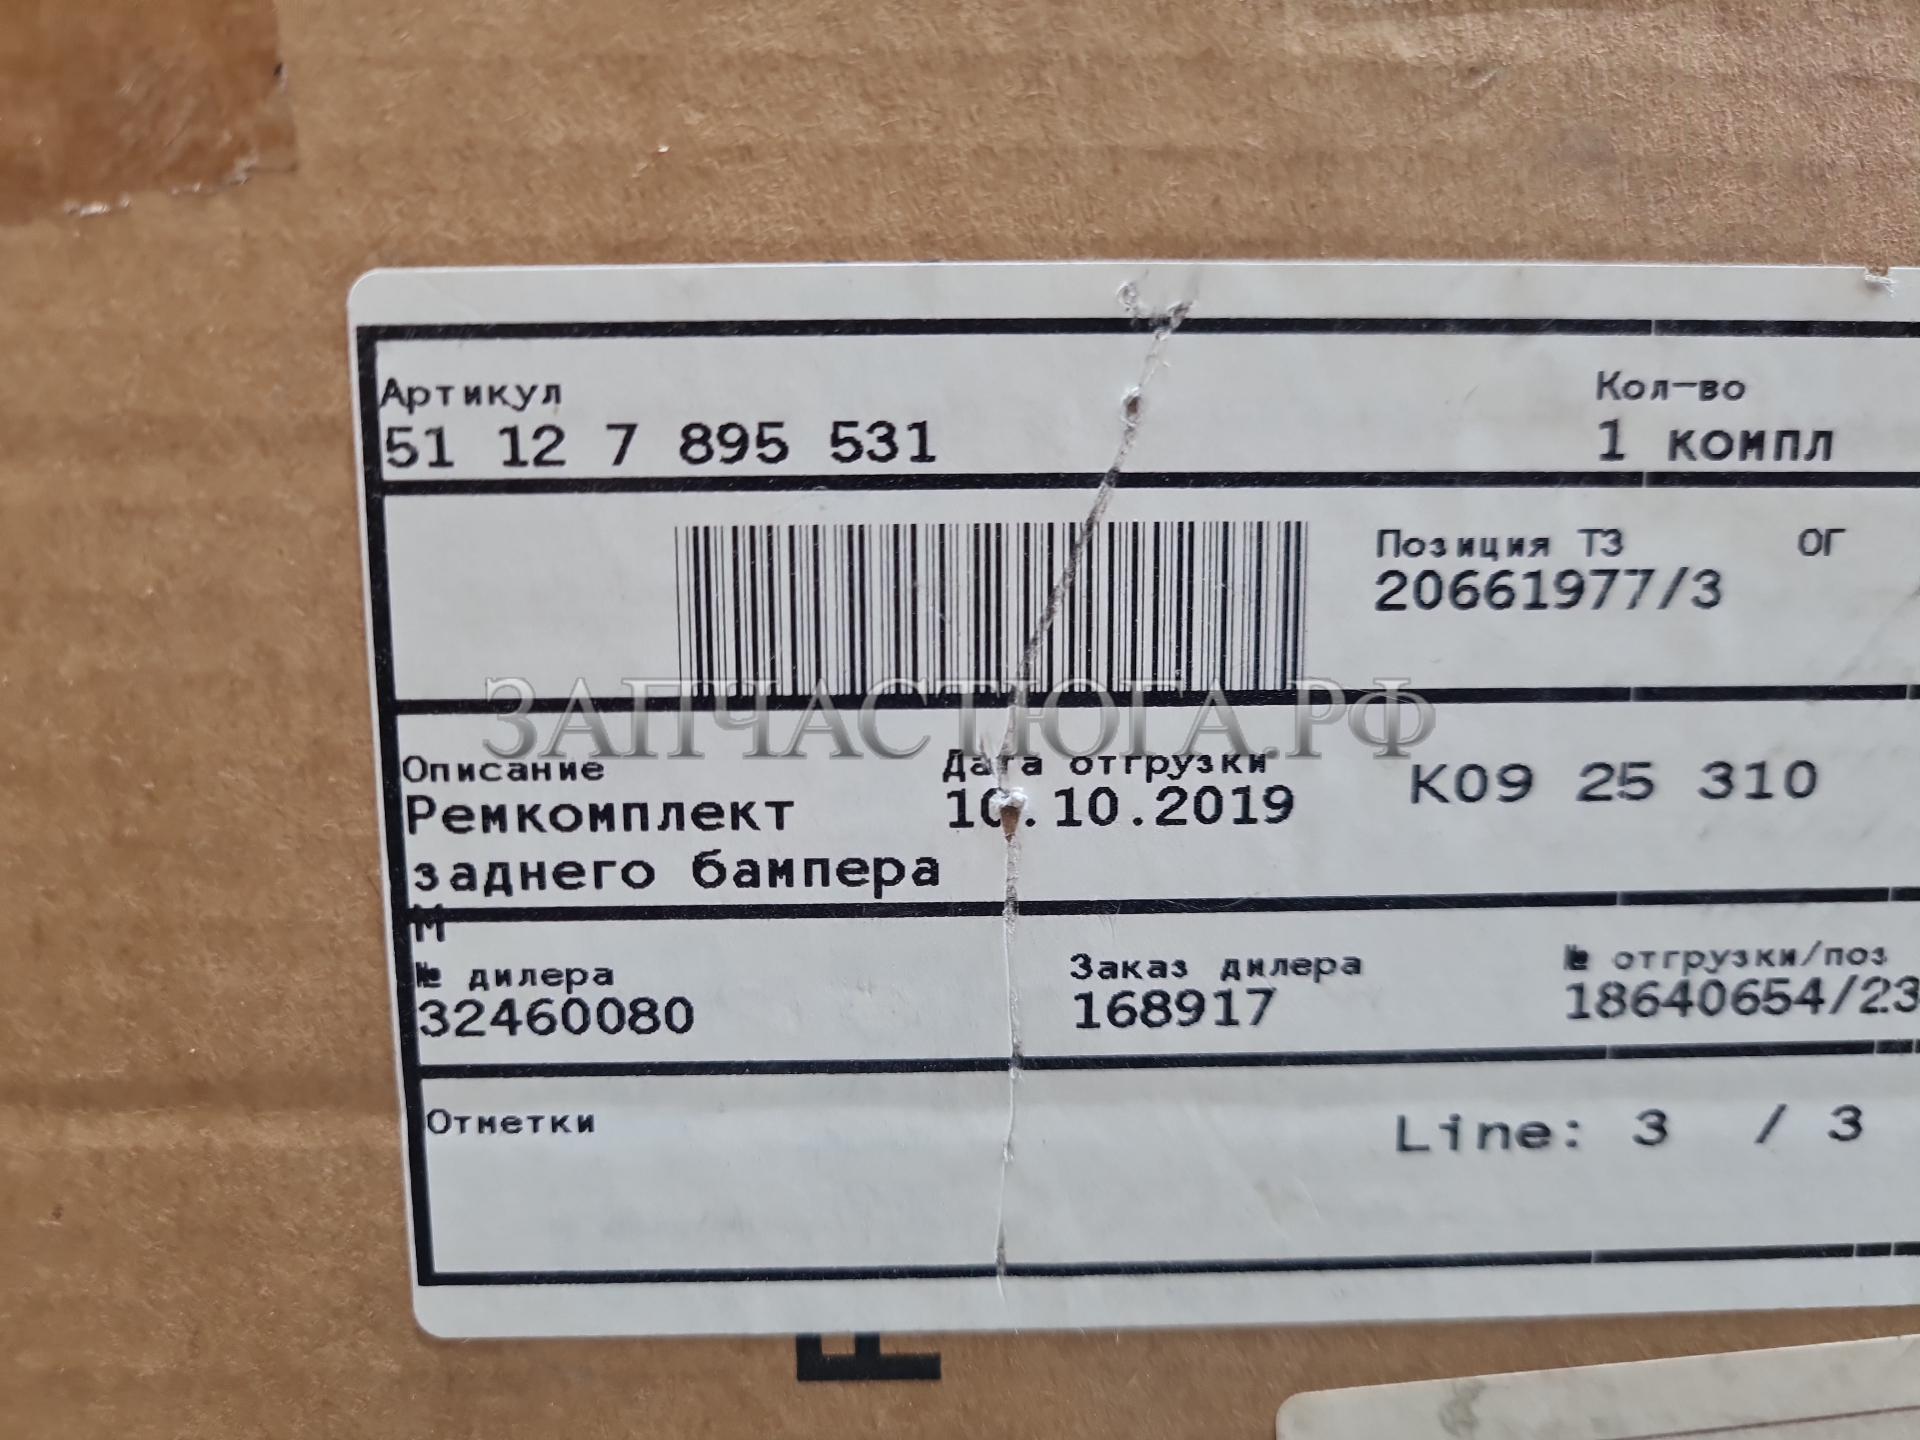 Артикул
51 12 7 895 531
Кол-во
1 компл
Позиция ТЗ ОГ
20661977/3
ЗАПЧАСТЮГА.РФ
Описание
Ремкомплект
заднего бампера
М
Дата отгрузки
10.10.2019
K09 25 310
№ дилера
32460080
Заказ дилера
168917
№ отгрузки/поз
18640654/23
Отметки
Line: 3 / 3